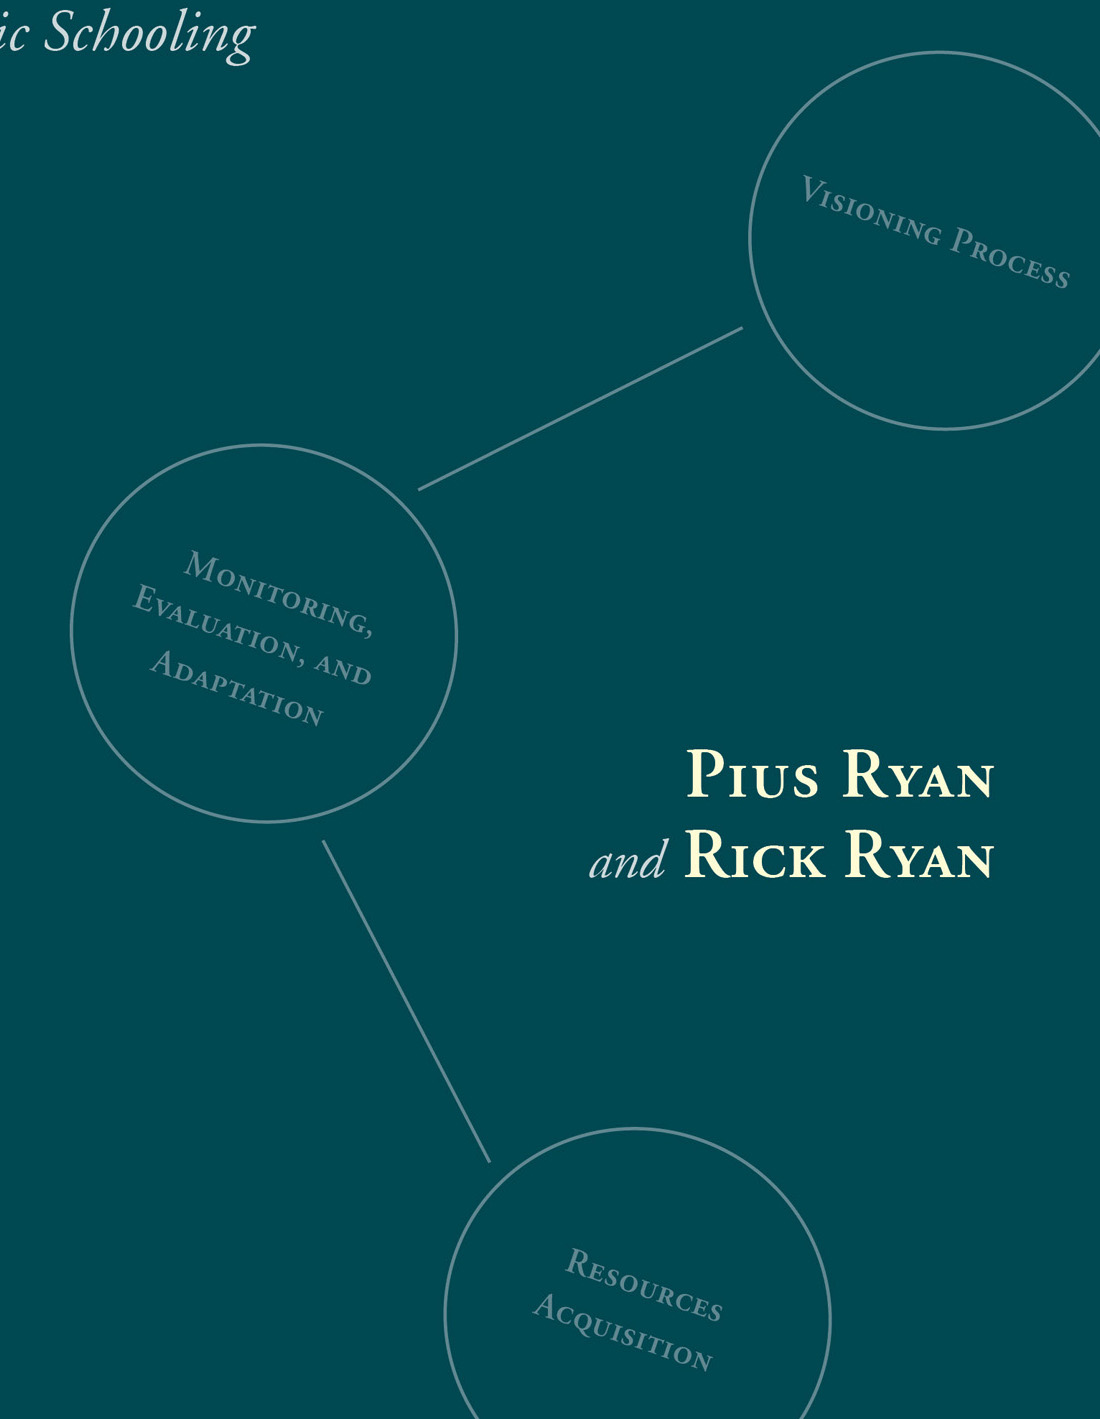 ic Schooling
Visioning Process
Monitoring,
Evaluation, and
Adaptation
Pius Ryan
and Rick Ryan
Resources
Acquisition